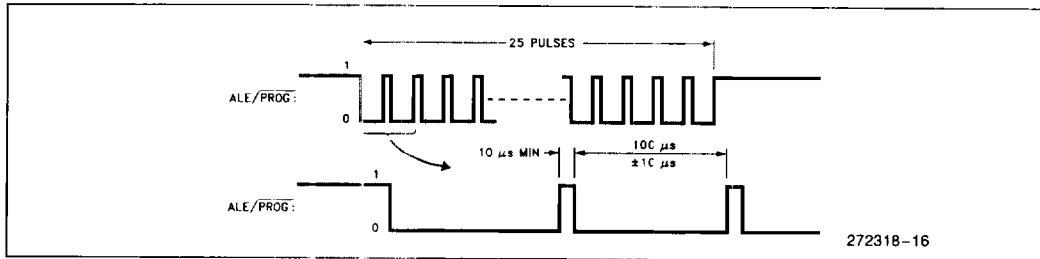 25 PULSES
1
ALE/PROG:
0
10 µs MIN
100 µs
±10 µs
1
ALE/PROG:
0
272318-16